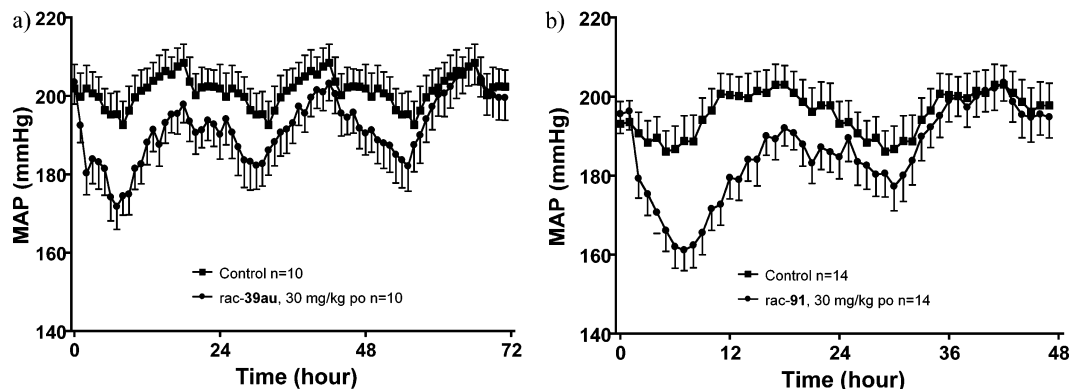 a)
220
200
180
160
140
MAP (mmHg)
Control n=10
rac-39au, 30 mg/kg po n=10
0 24 48 72
Time (hour)
b)
220
200
180
160
140
MAP (mmHg)
Control n=14
rac-91, 30 mg/kg po n=14
0 12 24 36 48
Time (hour)